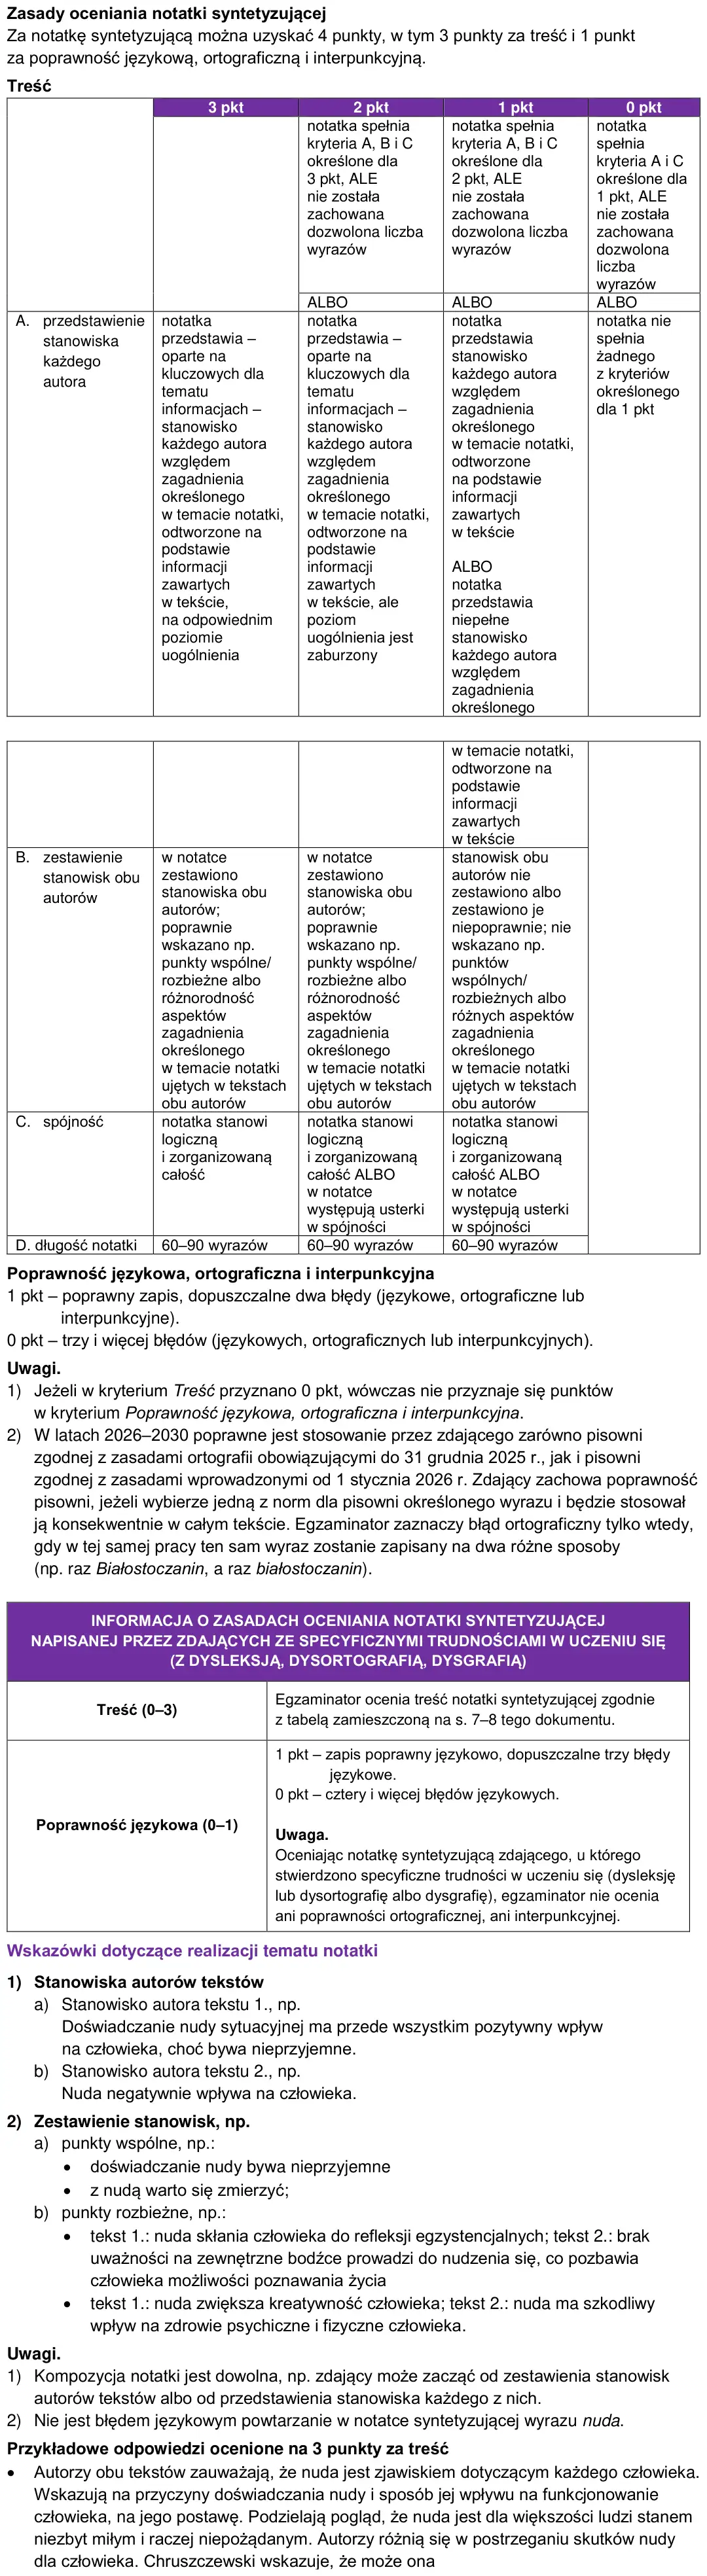 Zasady oceniania notatki syntetyzującej
Za notatkę syntetyzującą można uzyskać 4 punkty, w tym 3 punkty za treść i 1 punkt
za poprawność językową, ortograficzną i interpunkcyjną.
Treść
3 pkt
2 pkt
1 pkt
0 pkt
notatka spełnia
kryteria A, B i C
określone dla
3 pkt, ALE
nie została
zachowana
dozwolona liczba
wyrazów
notatka spełnia
kryteria A, B i C
określone dla
2 pkt, ALE
nie została
zachowana
dozwolona liczba
wyrazów
notatka
spełnia
kryteria A i C
określone dla
1 pkt, ALE
nie została
zachowana
dozwolona
liczba
wyrazów
ALBO
ALBO
ALBO
A. przedstawienie
stanowiska
każdego
autora
notatka
przedstawia –
oparte na
kluczowych dla
tematu
informacjach –
stanowisko
każdego autora
względem
zagadnienia
określonego
w temacie notatki,
odtworzone na
podstawie
informacji
zawartych
w tekście,
na odpowiednim
poziomie
uogólnienia
notatka
przedstawia –
oparte na
kluczowych dla
tematu
informacjach –
stanowisko
każdego autora
względem
zagadnienia
określonego
w temacie notatki,
odtworzone na
podstawie
informacji
zawartych
w tekście, ale
poziom
uogólnienia jest
zaburzony
notatka
przedstawia
stanowisko
każdego autora
względem
zagadnienia
określonego
w temacie notatki,
odtworzone
na podstawie
informacji
zawartych
w tekście
ALBO
notatka
przedstawia
niepełne
stanowisko
każdego autora
względem
zagadnienia
określonego
notatka nie
spełnia
żadnego
z kryteriów
określonego
dla 1 pkt
w temacie notatki,
odtworzone na
podstawie
informacji
zawartych
w tekście
B. zestawienie
stanowisk obu
autorów
w notatce
zestawiono
stanowiska obu
autorów;
poprawnie
wskazano np.
punkty wspólne/
rozbieżne albo
różnorodność
aspektów
zagadnienia
określonego
w temacie notatki
ujętych w tekstach
obu autorów
w notatce
zestawiono
stanowiska obu
autorów;
poprawnie
wskazano np.
punkty wspólne/
rozbieżne albo
różnorodność
aspektów
zagadnienia
określonego
w temacie notatki
ujętych w tekstach
obu autorów
stanowisk obu
autorów nie
zestawiono albo
zestawiono je
niepoprawnie; nie
wskazano np.
punktów
wspólnych/
rozbieżnych albo
różnych aspektów
zagadnienia
określonego
w temacie notatki
ujętych w tekstach
obu autorów
C. spójność
notatka stanowi
logiczną
i zorganizowaną
całość
notatka stanowi
logiczną
i zorganizowaną
całość ALBO
w notatce
występują usterki
w spójności
notatka stanowi
logiczną
i zorganizowaną
całość ALBO
w notatce
występują usterki
w spójności
D. długość notatki
60–90 wyrazów
60–90 wyrazów
60–90 wyrazów
Poprawność językowa, ortograficzna i interpunkcyjna
1 pkt – poprawny zapis, dopuszczalne dwa błędy (językowe, ortograficzne lub
interpunkcyjne).
0 pkt – trzy i więcej błędów (językowych, ortograficznych lub interpunkcyjnych).
Uwagi.
1) Jeżeli w kryterium Treść przyznano 0 pkt, wówczas nie przyznaje się punktów
w kryterium Poprawność językowa, ortograficzna i interpunkcyjna.
2) W latach 2026–2030 poprawne jest stosowanie przez zdającego zarówno pisowni
zgodnej z zasadami ortografii obowiązującymi do 31 grudnia 2025 r., jak i pisowni
zgodnej z zasadami wprowadzonymi od 1 stycznia 2026 r. Zdający zachowa poprawność
pisowni, jeżeli wybierze jedną z norm dla pisowni określonego wyrazu i będzie stosował
ją konsekwentnie w całym tekście. Egzaminator zaznaczy błąd ortograficzny tylko wtedy,
gdy w tej samej pracy ten sam wyraz zostanie zapisany na dwa różne sposoby
(np. raz Białostoczanin, a raz białostoczanin).
INFORMACJA O ZASADACH OCENIANIA NOTATKI SYNTETYZUJĄCEJ
NAPISANEJ PRZEZ ZDAJĄCYCH ZE SPECYFICZNYMI TRUDNOŚCIAMI W UCZENIU SIĘ
(Z DYSLEKSJĄ, DYSORTOGRAFIĄ, DYSGRAFIĄ)
Treść (0–3)
Egzaminator ocenia treść notatki syntetyzującej zgodnie
z tabelą zamieszczoną na s. 7–8 tego dokumentu.
Poprawność językowa (0–1)
1 pkt – zapis poprawny językowo, dopuszczalne trzy błędy
językowe.
0 pkt – cztery i więcej błędów językowych.
Uwaga.
Oceniając notatkę syntetyzującą zdającego, u którego
stwierdzono specyficzne trudności w uczeniu się (dysleksję
lub dysortografię albo dysgrafię), egzaminator nie ocenia
ani poprawności ortograficznej, ani interpunkcyjnej.
Wskazówki dotyczące realizacji tematu notatki
1) Stanowiska autorów tekstów
a) Stanowisko autora tekstu 1., np.
Doświadczanie nudy sytuacyjnej ma przede wszystkim pozytywny wpływ
na człowieka, choć bywa nieprzyjemne.
b) Stanowisko autora tekstu 2., np.
Nuda negatywnie wpływa na człowieka.
2) Zestawienie stanowisk, np.
a) punkty wspólne, np.:
• doświadczanie nudy bywa nieprzyjemne
• z nudą warto się zmierzyć;
b) punkty rozbieżne, np.:
• tekst 1.: nuda skłania człowieka do refleksji egzystencjalnych; tekst 2.: brak
uważności na zewnętrzne bodźce prowadzi do nudzenia się, co pozbawia
człowieka możliwości poznawania życia
• tekst 1.: nuda zwiększa kreatywność człowieka; tekst 2.: nuda ma szkodliwy
wpływ na zdrowie psychiczne i fizyczne człowieka.
Uwagi.
1) Kompozycja notatki jest dowolna, np. zdający może zacząć od zestawienia stanowisk
autorów tekstów albo od przedstawienia stanowiska każdego z nich.
2) Nie jest błędem językowym powtarzanie w notatce syntetyzującej wyrazu nuda.
Przykładowe odpowiedzi ocenione na 3 punkty za treść
• Autorzy obu tekstów zauważają, że nuda jest zjawiskiem dotyczącym każdego człowieka.
Wskazują na przyczyny doświadczania nudy i sposób jej wpływu na funkcjonowanie
człowieka, na jego postawę. Podzielają pogląd, że nuda jest dla większości ludzi stanem
niezbyt miłym i raczej niepożądanym. Autorzy różnią się w postrzeganiu skutków nudy
dla człowieka. Chruszczewski wskazuje, że może ona